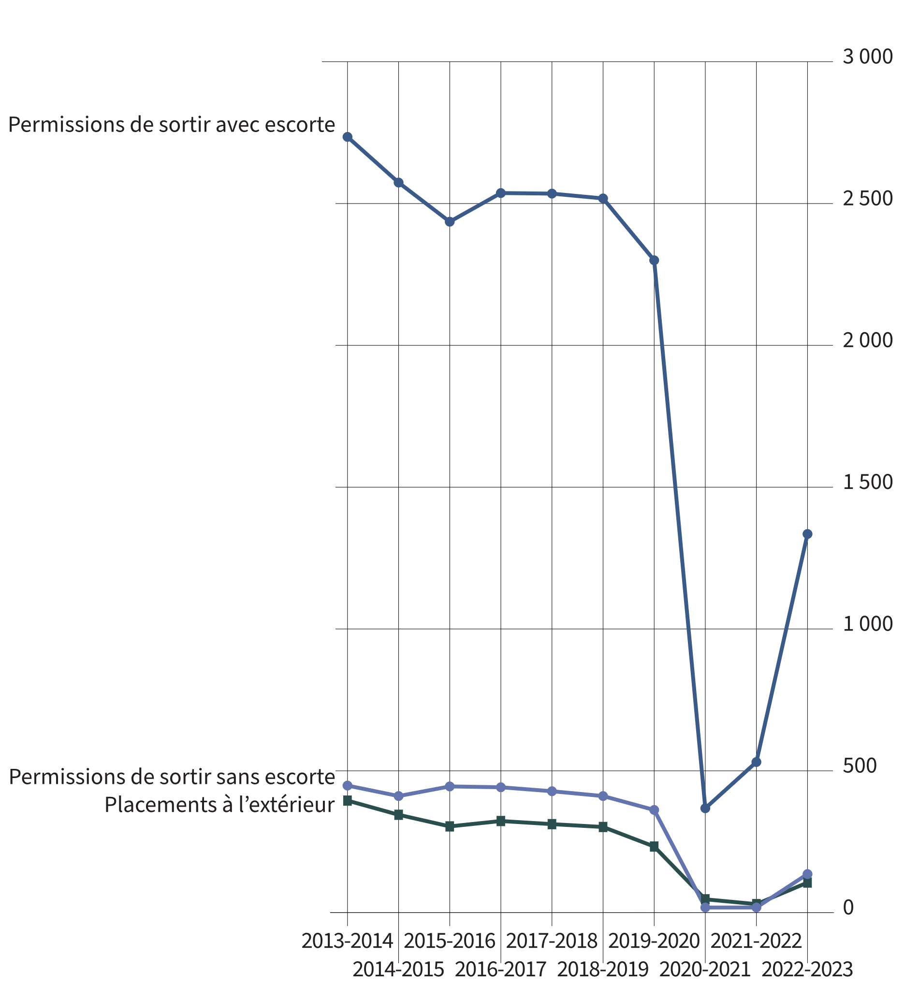 3 000
Permissions de sortir avec escorte
2 500
2 000
1 500
1 000
500
Permissions de sortir sans escorte
Placements à l’extérieur
0
2013-2014 2015-2016 2017-2018 2019-2020 2021-2022
2014-2015 2016-2017 2018-2019 2020-2021 2022-2023